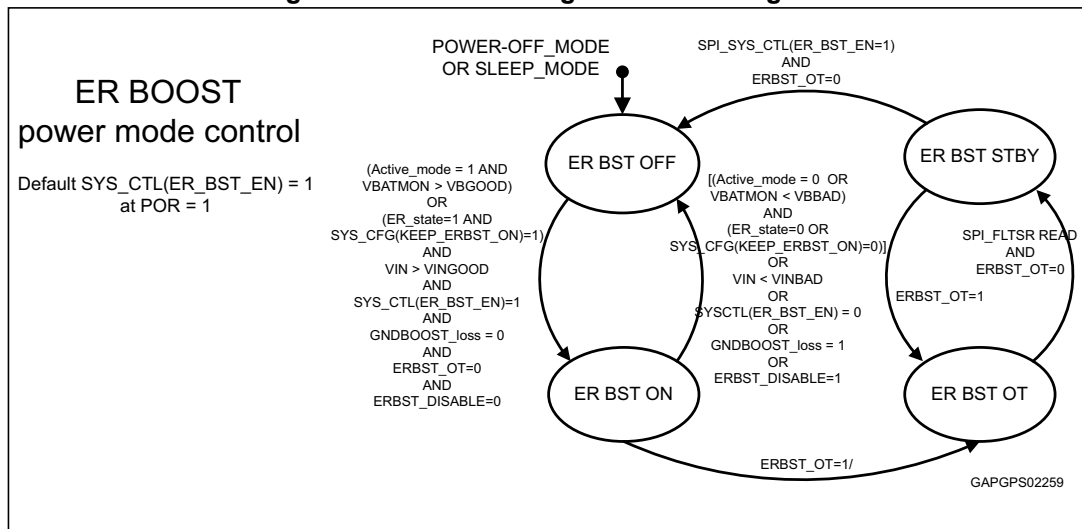 POWER-OFF_MODE
OR SLEEP_MODE
SPI_SYS_CTL(ER_BST_EN=1)
AND
ERBST_OT=0
ER BOOST
power mode control
Default SYS_CTL(ER_BST_EN) = 1
at POR = 1
ER BST OFF
ER BST STBY
(Active_mode = 1 AND
VBATMON > VBGOOD)
OR
(ER_state=1 AND
SYS_CFG(KEEP_ERBST_ON)=1)
AND
VIN > VINGOOD
AND
SYS_CTL(ER_BST_EN)=1
AND
GNDBOOST_loss = 0
AND
ERBST_OT=0
AND
ERBST_DISABLE=0
[(Active_mode = 0 OR
VBATMON < VBBAD)
AND
(ER_state=0 OR
SYS_CFG(KEEP_ERBST_ON)=0)]
OR
VIN < VINBAD
OR
SYSCTL(ER_BST_EN) = 0
OR
GNDBOOST_loss = 1
OR
ERBST_DISABLE=1
SPI_FLTSR READ
AND
ERBST_OT=0
ERBST_OT=1
ER BST ON
ER BST OT
ERBST_OT=1/
GAPGPS02259